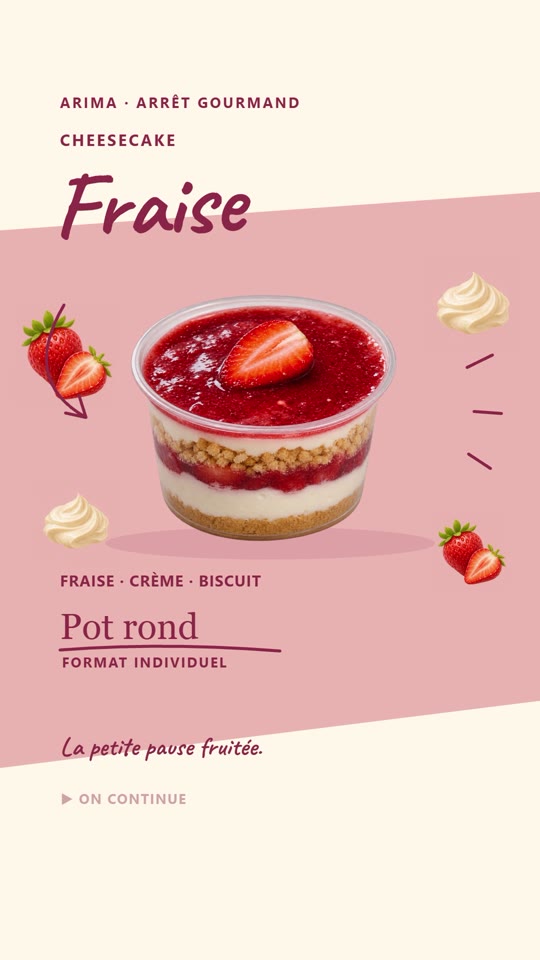 ARIMA · ARRÊT GOURMAND
CHEESECAKE
Fraise
FRAISE · CRÈME · BISCUIT
Pot rond
FORMAT INDIVIDUEL
La petite pause fruitée.
▶ ON CONTINUE